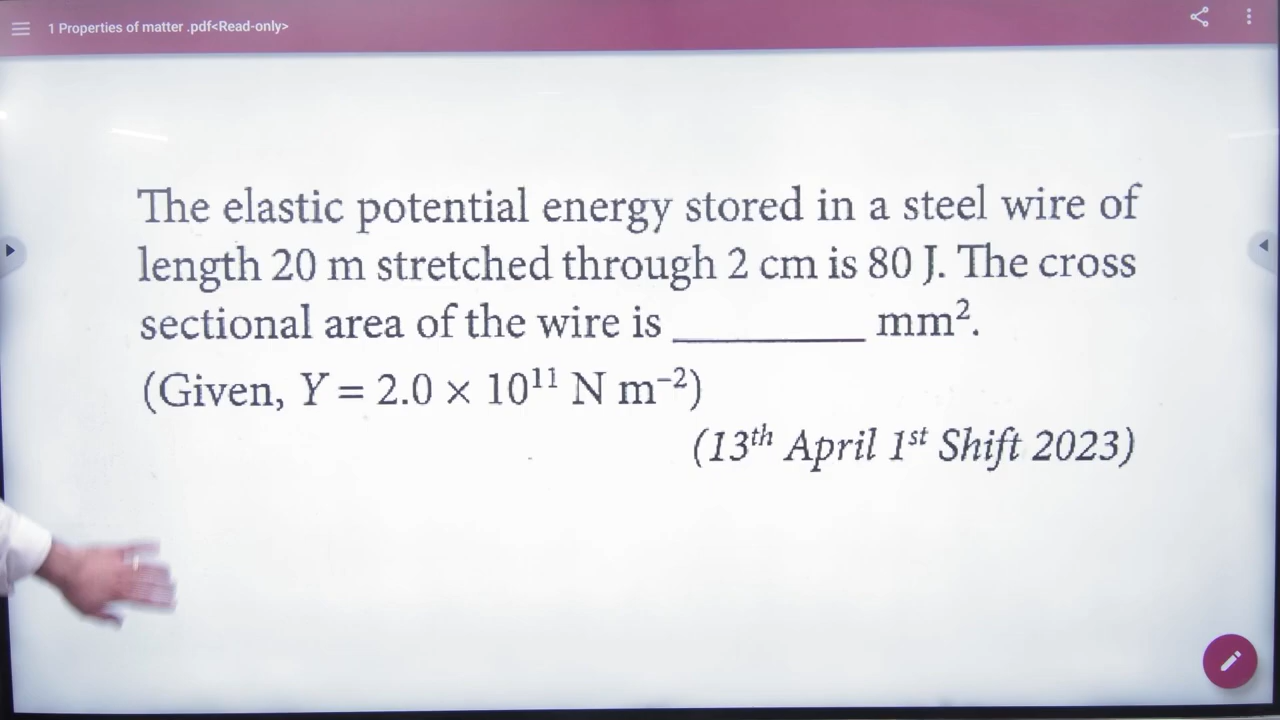 1 Properties of matter .pdf<Read-only>
The elastic potential energy stored in a steel wire of
length 20 m stretched through 2 cm is 80 J. The cross
sectional area of the wire is __________ mm².
(Given, Y = 2.0 × 10¹¹ N m⁻²)
(13ᵗʰ April 1ˢᵗ Shift 2023)